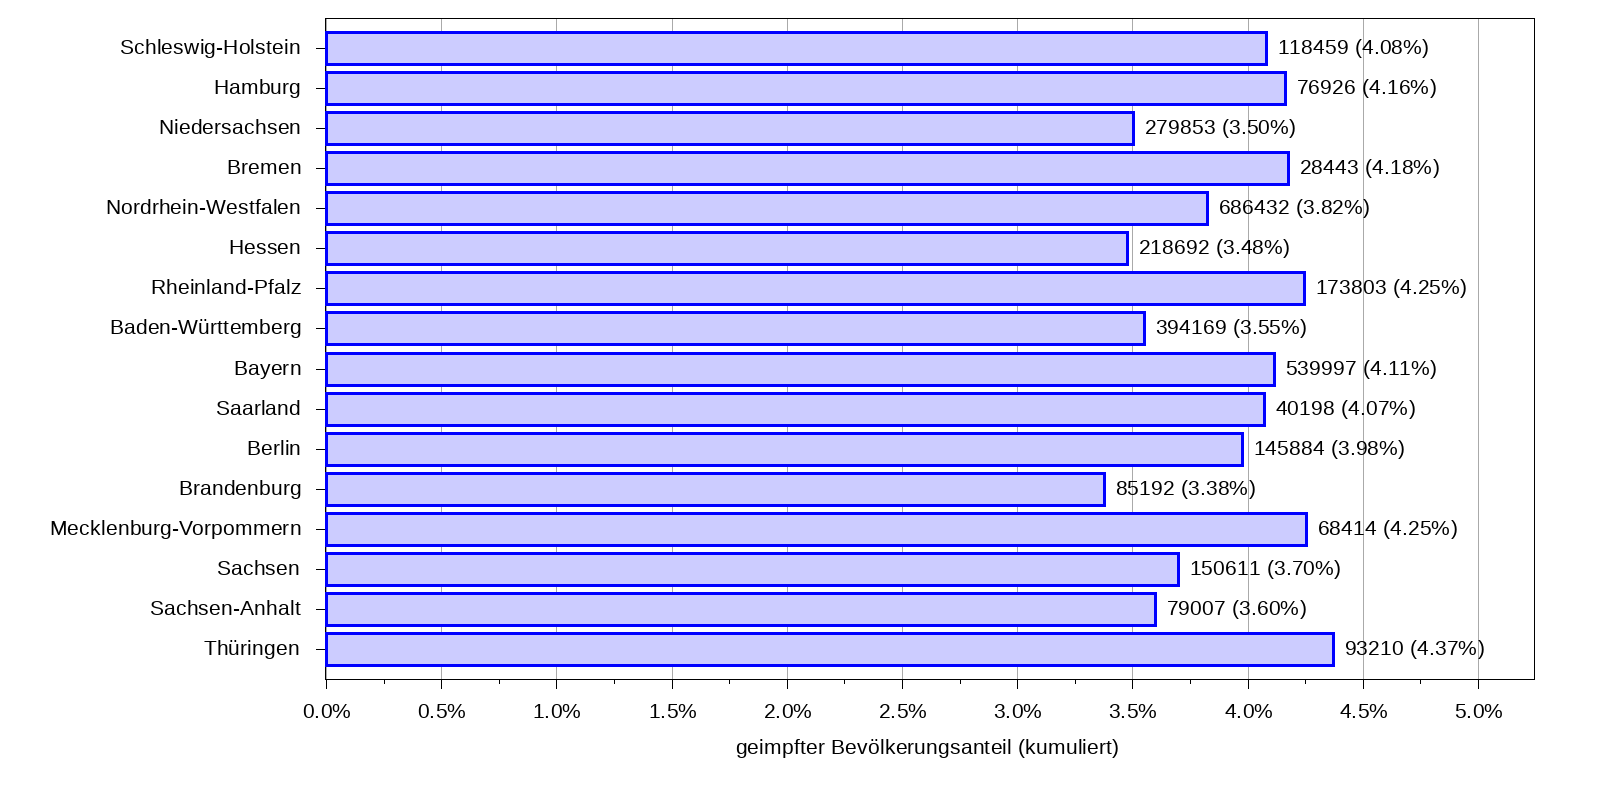 Schleswig-Holstein 118459 (4.08%)
Hamburg 76926 (4.16%)
Niedersachsen 279853 (3.50%)
Bremen 28443 (4.18%)
Nordrhein-Westfalen 686432 (3.82%)
Hessen 218692 (3.48%)
Rheinland-Pfalz 173803 (4.25%)
Baden-Württemberg 394169 (3.55%)
Bayern 539997 (4.11%)
Saarland 40198 (4.07%)
Berlin 145884 (3.98%)
Brandenburg 85192 (3.38%)
Mecklenburg-Vorpommern 68414 (4.25%)
Sachsen 150611 (3.70%)
Sachsen-Anhalt 79007 (3.60%)
Thüringen 93210 (4.37%)
0.0% 0.5% 1.0% 1.5% 2.0% 2.5% 3.0% 3.5% 4.0% 4.5% 5.0%
geimpfter Bevölkerungsanteil (kumuliert)